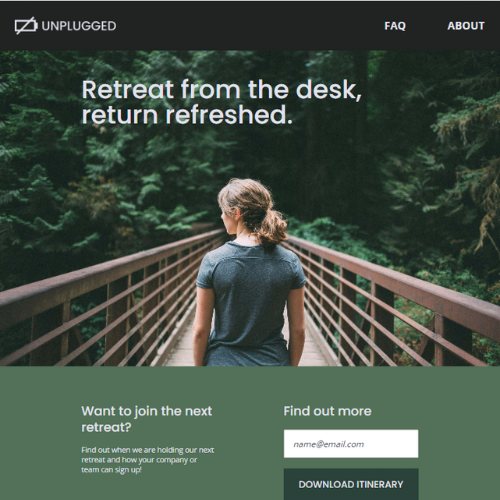 UNPLUGGED
FAQ
ABOUT
Retreat from the desk,
return refreshed.
Want to join the next
retreat?
Find out when we are holding our next
retreat and how your company or
team can sign up!
Find out more
name@email.com
DOWNLOAD ITINERARY